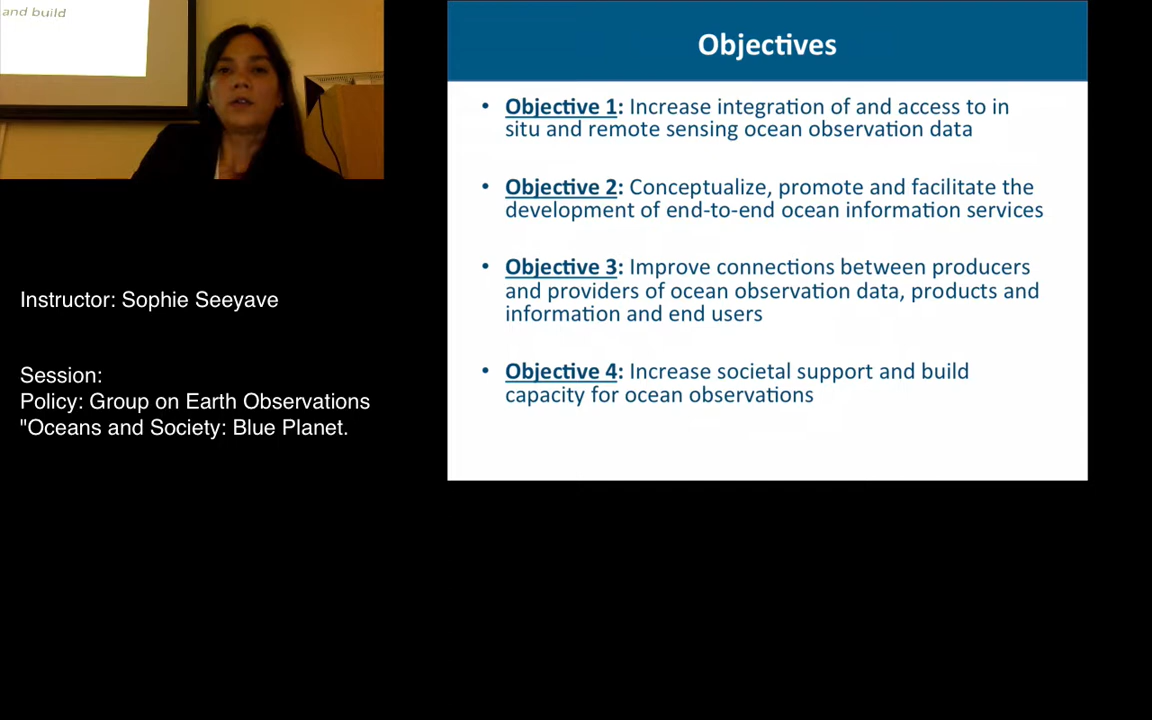 and build
Objectives
• Objective 1: Increase integration of and access to in
situ and remote sensing ocean observation data
• Objective 2: Conceptualize, promote and facilitate the
development of end-to-end ocean information services
• Objective 3: Improve connections between producers
and providers of ocean observation data, products and
information and end users
• Objective 4: Increase societal support and build
capacity for ocean observations
Instructor: Sophie Seeyave
Session:
Policy: Group on Earth Observations
"Oceans and Society: Blue Planet.